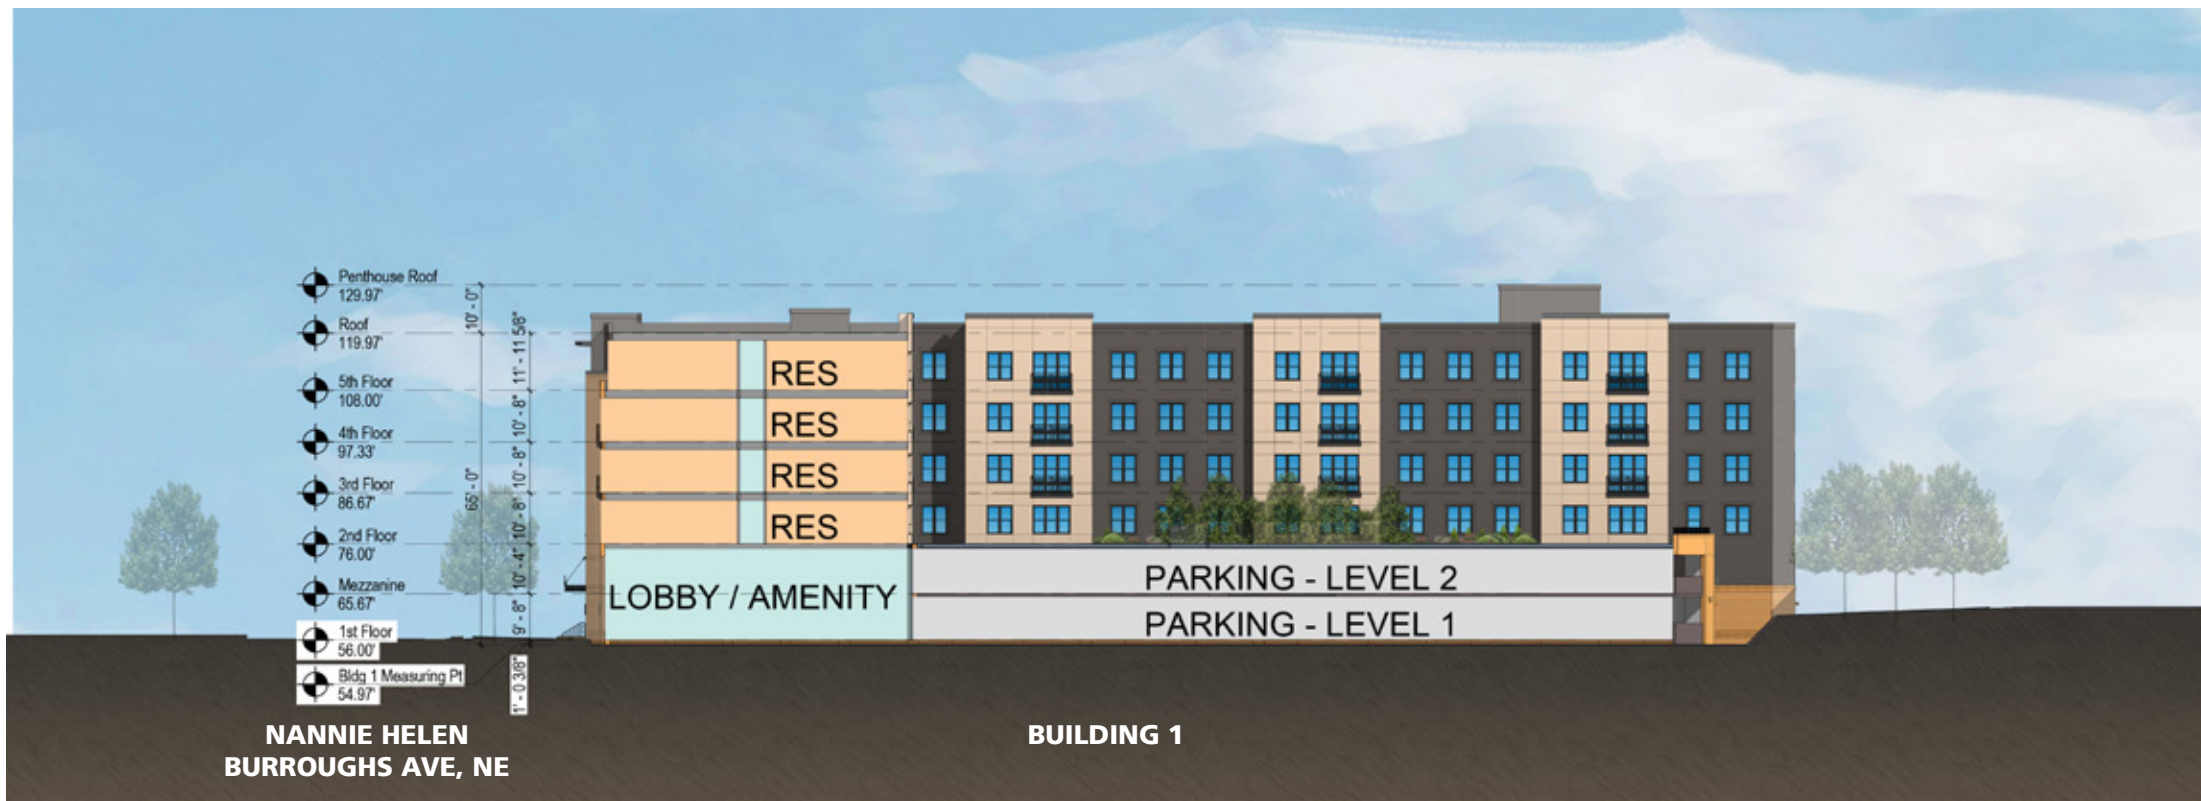 Penthouse Roof
129.97'
Roof
119.97'
5th Floor
108.00'
4th Floor
97.33'
3rd Floor
86.67'
2nd Floor
76.00'
Mezzanine
65.67'
1st Floor
56.00'
Bldg 1 Measuring Pt
54.97'
10' - 0"
65' - 0"
11' - 11 5/8"
10' - 8"
10' - 8"
10' - 8"
10' - 4"
9' - 8"
1' - 0 3/8"
RES
RES
RES
RES
LOBBY / AMENITY
PARKING - LEVEL 2
PARKING - LEVEL 1
NANNIE HELEN
BURROUGHS AVE, NE
BUILDING 1